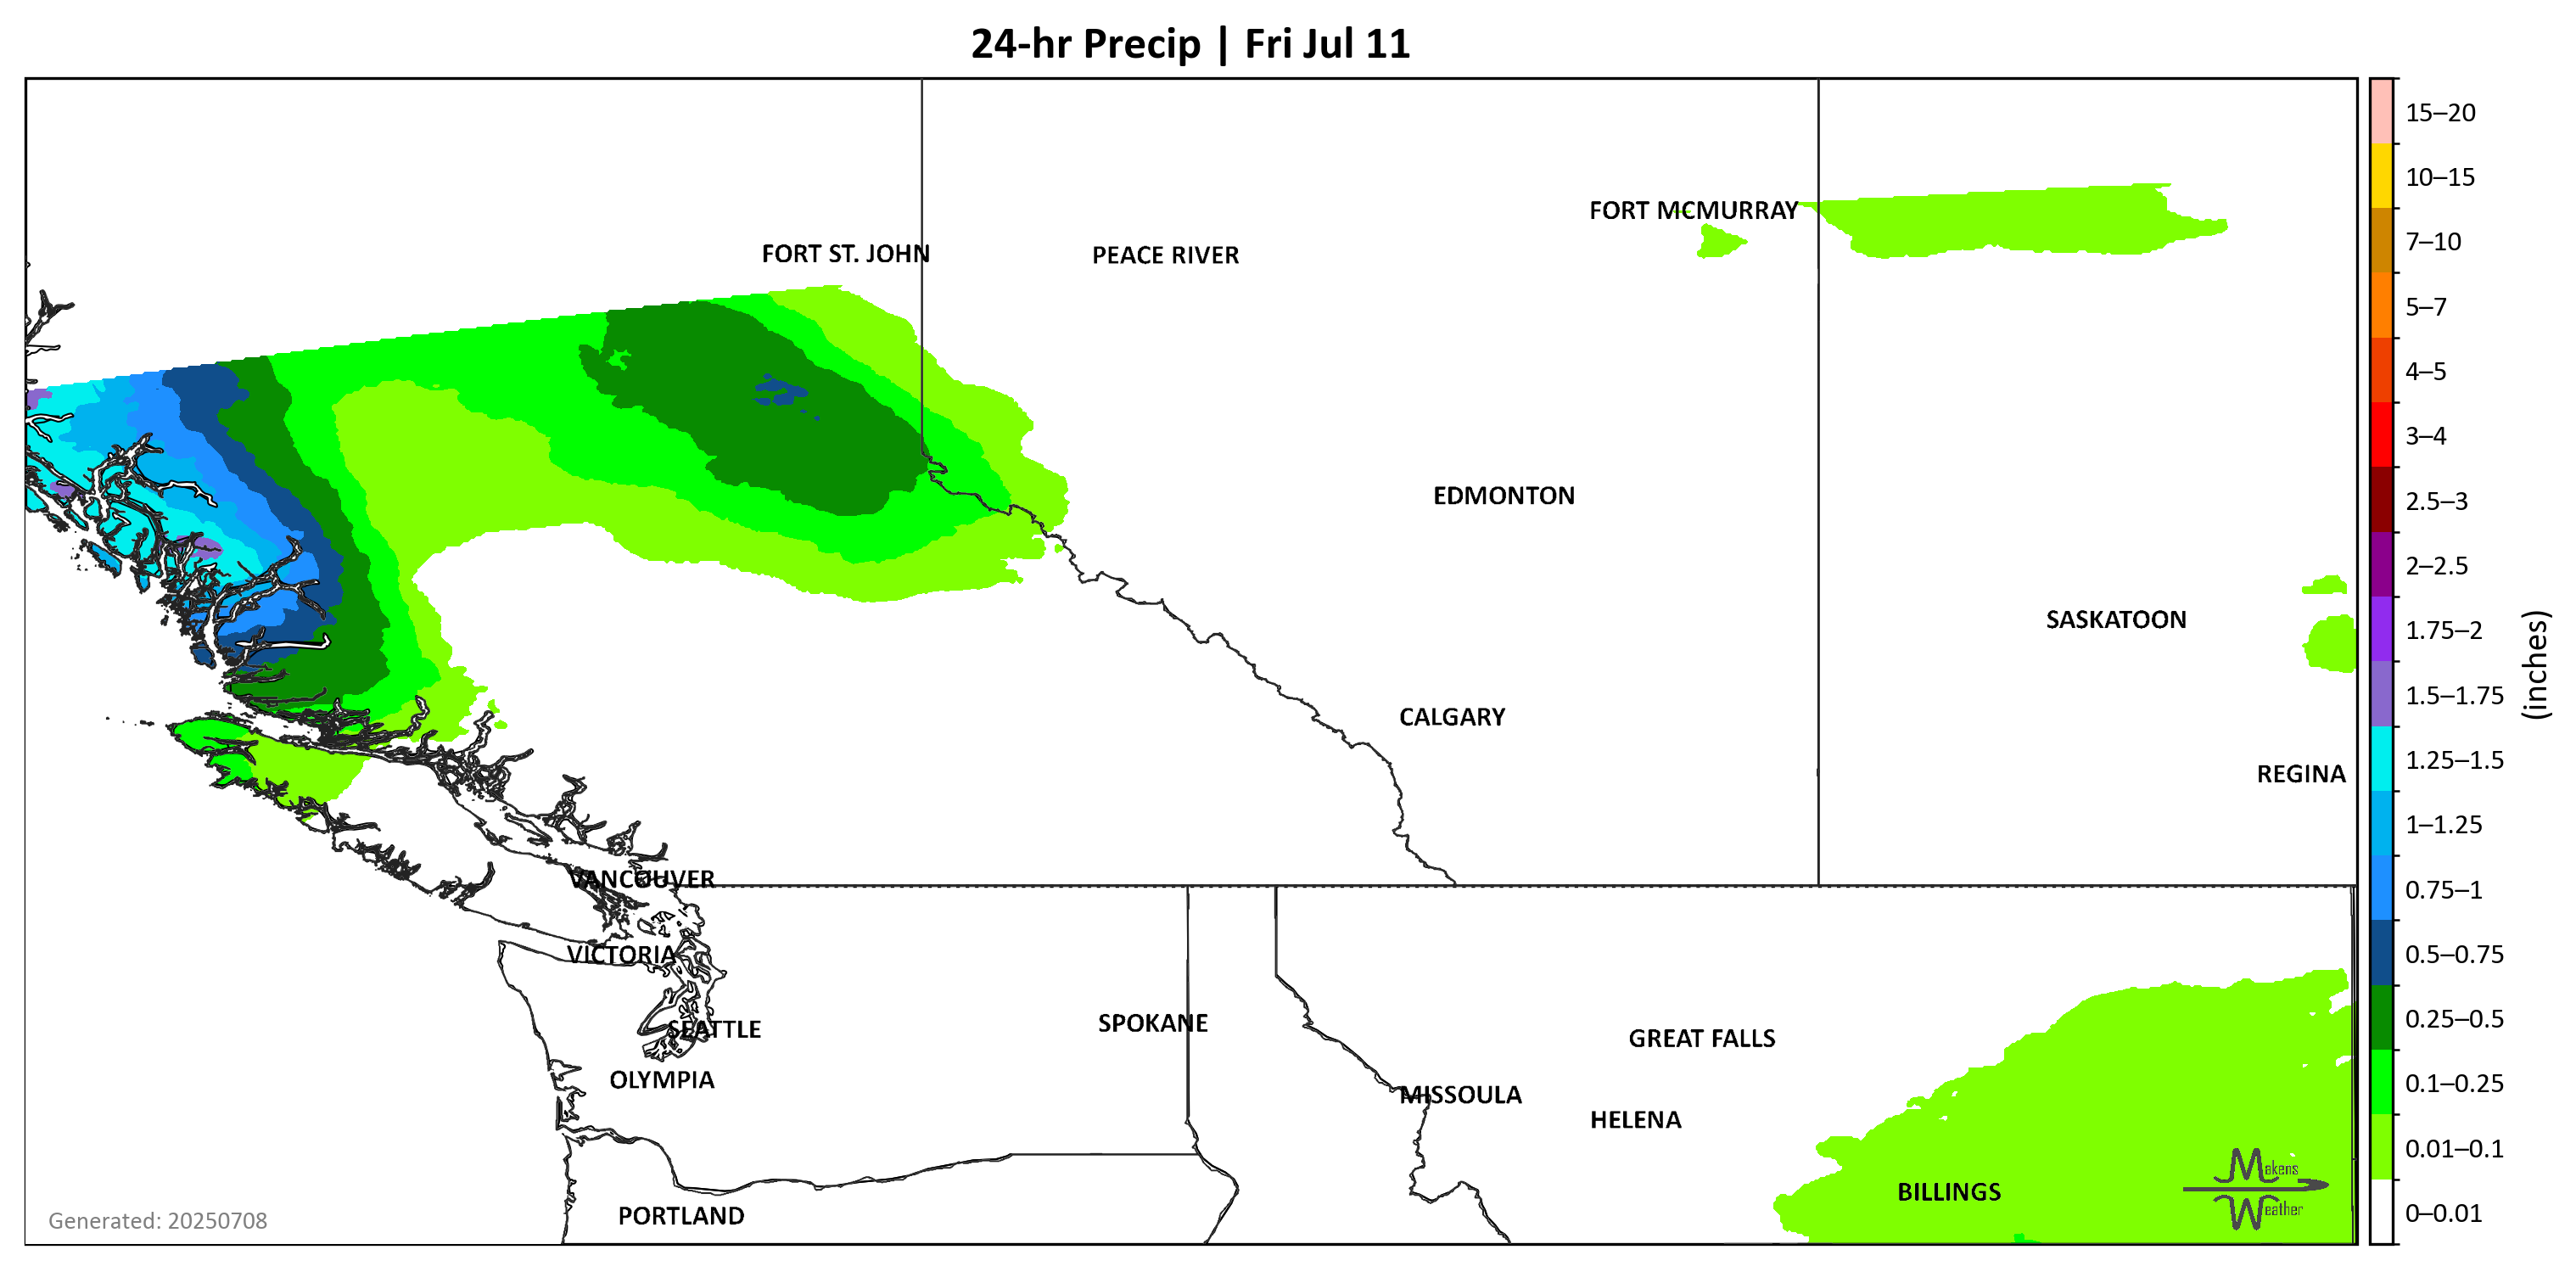 24-hr Precip | Fri Jul 11
15–20
10–15
FORT MCMURRAY
7–10
FORT ST. JOHN
PEACE RIVER
5–7
4–5
3–4
EDMONTON
2.5–3
2–2.5
SASKATOON
1.75–2
(inches)
1.5–1.75
CALGARY
1.25–1.5
REGINA
1–1.25
VANCOUVER
0.75–1
VICTORIA
0.5–0.75
SEATTLE
SPOKANE
GREAT FALLS
0.25–0.5
OLYMPIA
MISSOULA
HELENA
0.1–0.25
0.01–0.1
Makens
Weather
BILLINGS
PORTLAND
Generated: 20250708
0–0.01